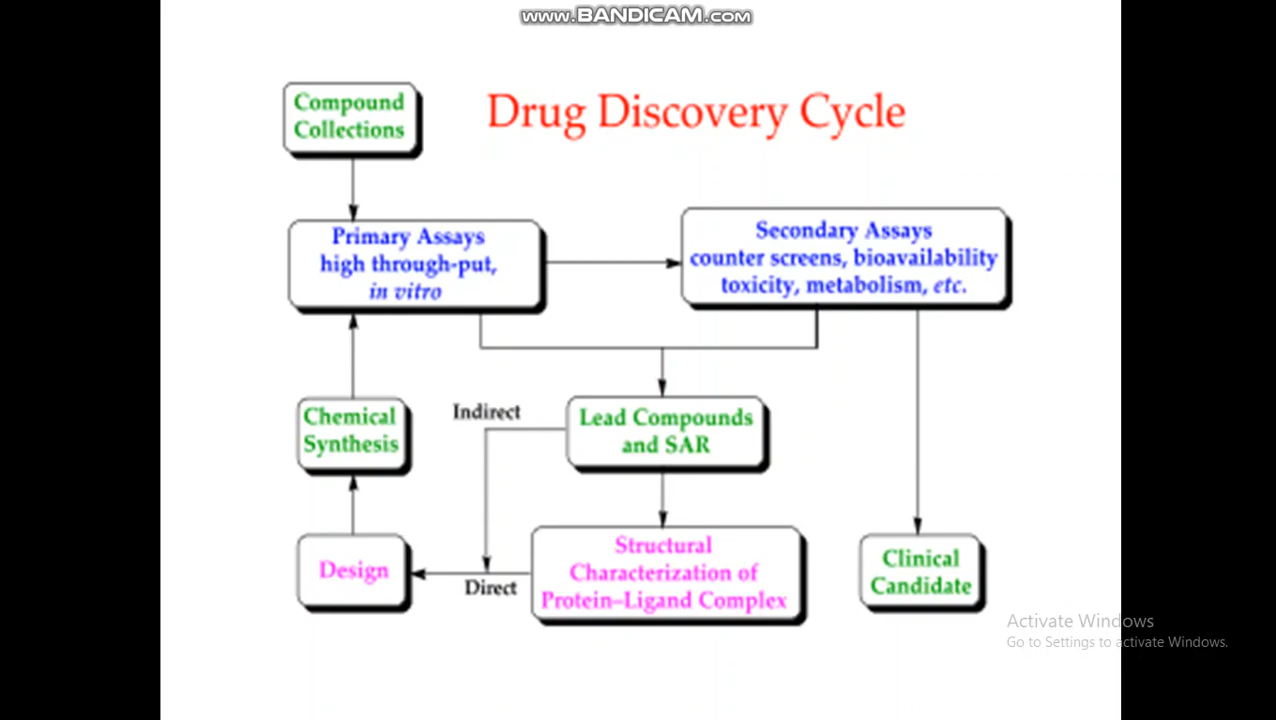 www.BANDICAM.com
Drug Discovery Cycle
Compound
Collections
Primary Assays
high through-put,
in vitro
Secondary Assays
counter screens, bioavailability
toxicity, metabolism, etc.
Chemical
Synthesis
Indirect
Lead Compounds
and SAR
Design
Direct
Structural
Characterization of
Protein–Ligand Complex
Clinical
Candidate
Activate Windows
Go to Settings to activate Windows.